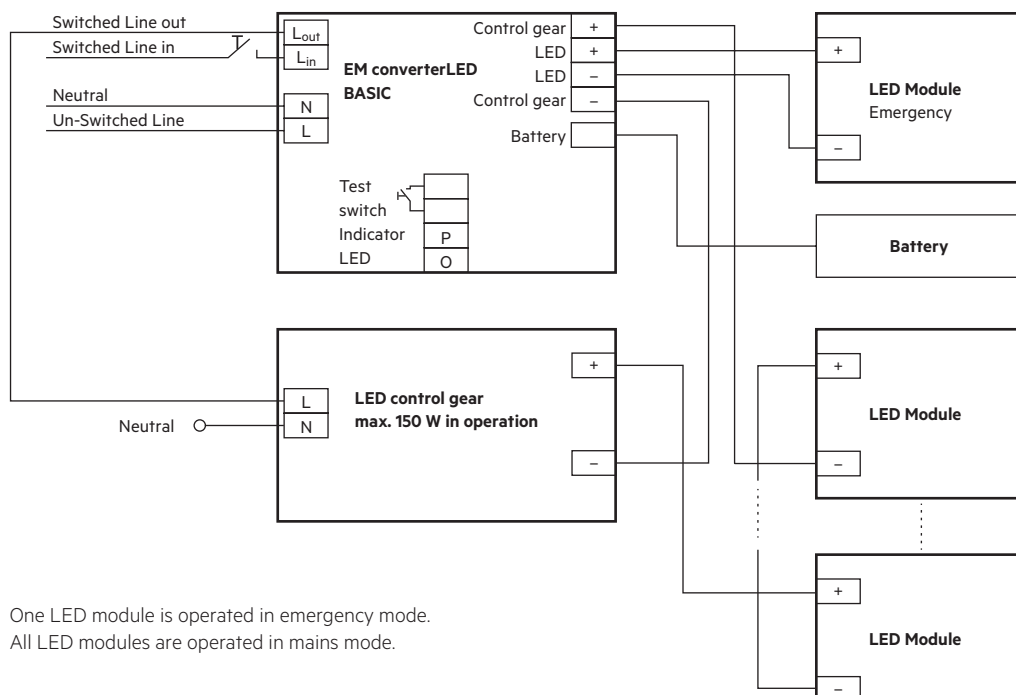 Switched Line out
Switched Line in
Neutral
Un-Switched Line
Lout
Lin
N
L
EM converterLED
BASIC
Control gear +
LED +
LED −
Control gear −
Battery
Test
switch
Indicator P
LED O
+
LED Module
Emergency
−
Battery
LED control gear
max. 150 W in operation
L
N
Neutral
+
−
+
LED Module
−
+
LED Module
−
One LED module is operated in emergency mode.
All LED modules are operated in mains mode.